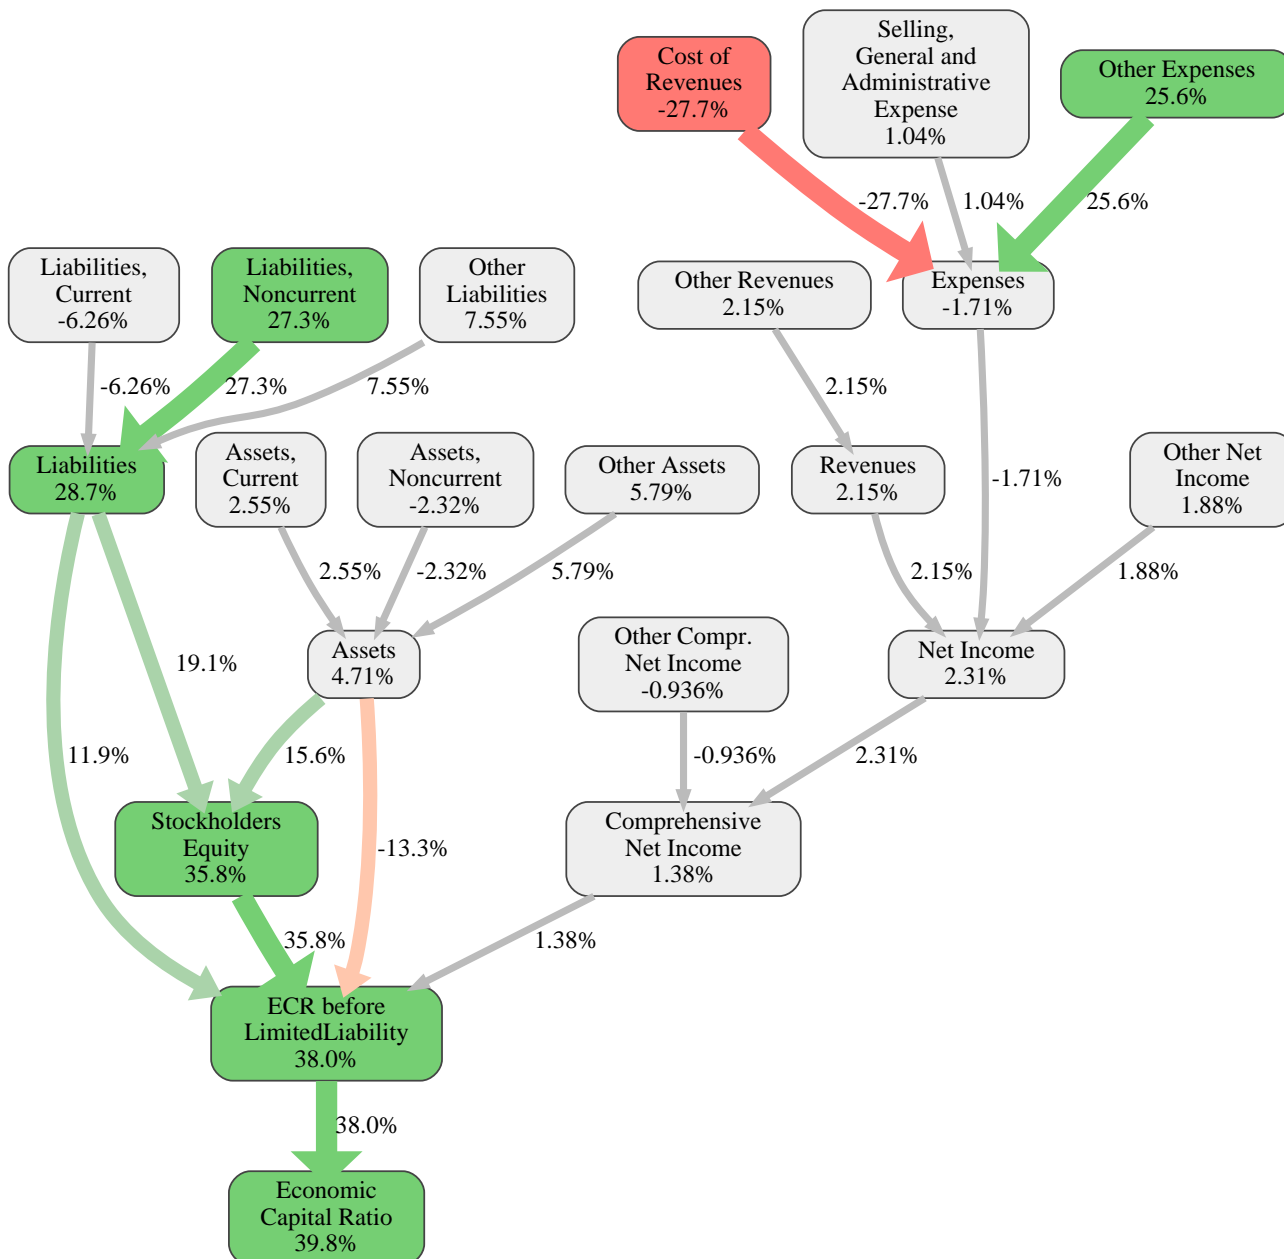 Cost of
Revenues
-27.7%
Selling,
General and
Administrative
Expense
1.04%
Other Expenses
25.6%
-27.7%
1.04%
25.6%
Liabilities,
Current
-6.26%
Liabilities,
Noncurrent
27.3%
Other
Liabilities
7.55%
Other Revenues
2.15%
Expenses
-1.71%
-6.26%
27.3%
7.55%
2.15%
Liabilities
28.7%
Assets,
Current
2.55%
Assets,
Noncurrent
-2.32%
Other Assets
5.79%
Revenues
2.15%
-1.71%
Other Net
Income
1.88%
2.55%
-2.32%
5.79%
2.15%
1.88%
19.1%
Assets
4.71%
Other Compr.
Net Income
-0.936%
Net Income
2.31%
11.9%
15.6%
-13.3%
-0.936%
2.31%
Stockholders
Equity
35.8%
Comprehensive
Net Income
1.38%
35.8%
1.38%
ECR before
LimitedLiability
38.0%
38.0%
Economic
Capital Ratio
39.8%